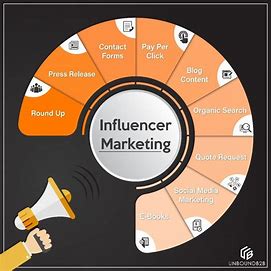 Round Up
Press Release
Contact
Forms
Pay Per
Click
Blog
Content
Organic Search
Quote Request
Social Media
Marketing
E-Books
Influencer
Marketing
UNBOUNDB2B